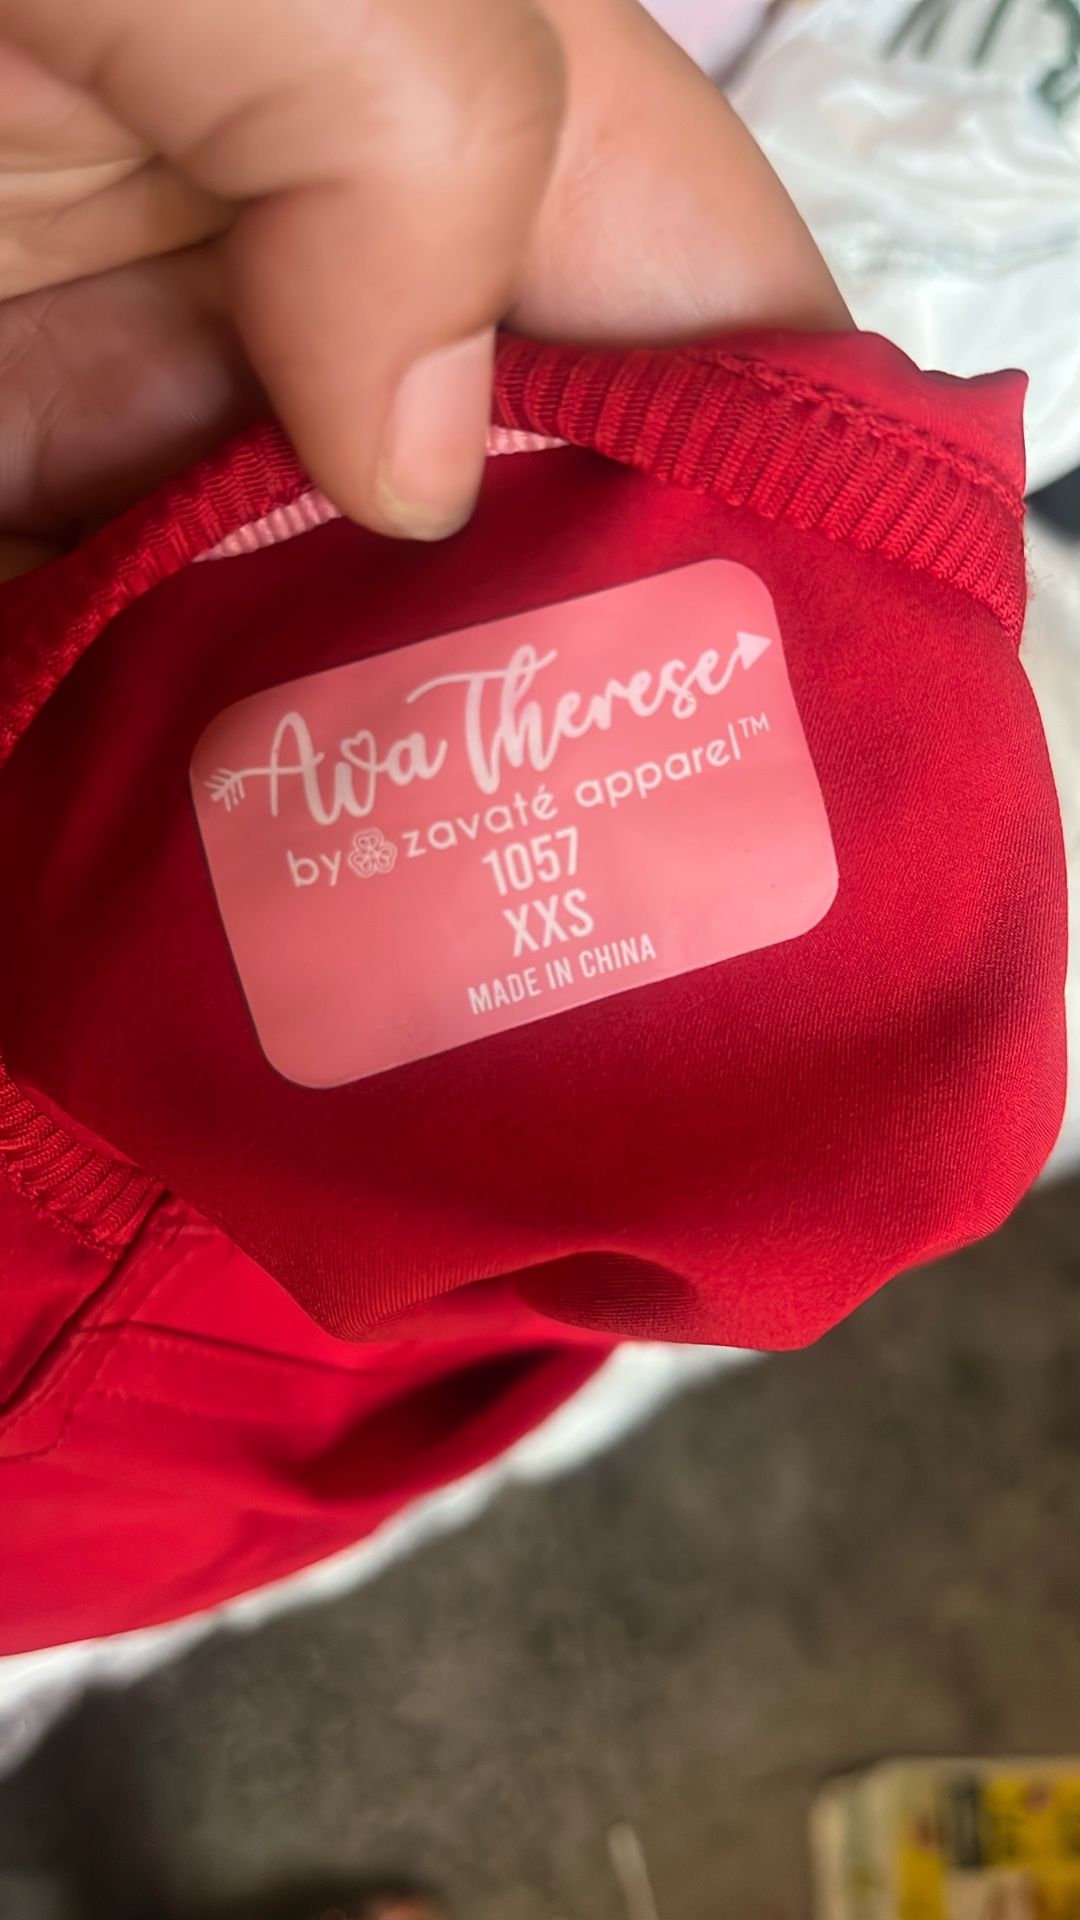 Ava Therese
by zavaté apparel™
1057
XXS
MADE IN CHINA